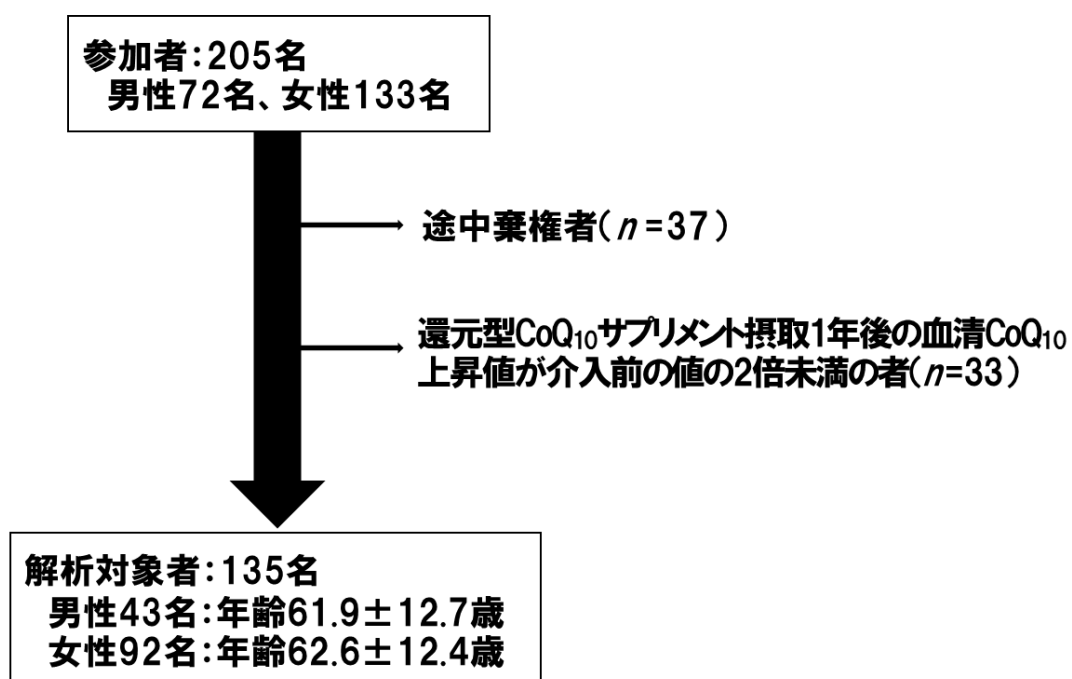 参加者：205名
男性72名、女性133名
途中棄権者（n=37）
還元型CoQ₁₀サプリメント摂取1年後の血清CoQ₁₀
上昇値が介入前の値の2倍未満の者（n=33）
解析対象者：135名
男性43名：年齢61.9±12.7歳
女性92名：年齢62.6±12.4歳